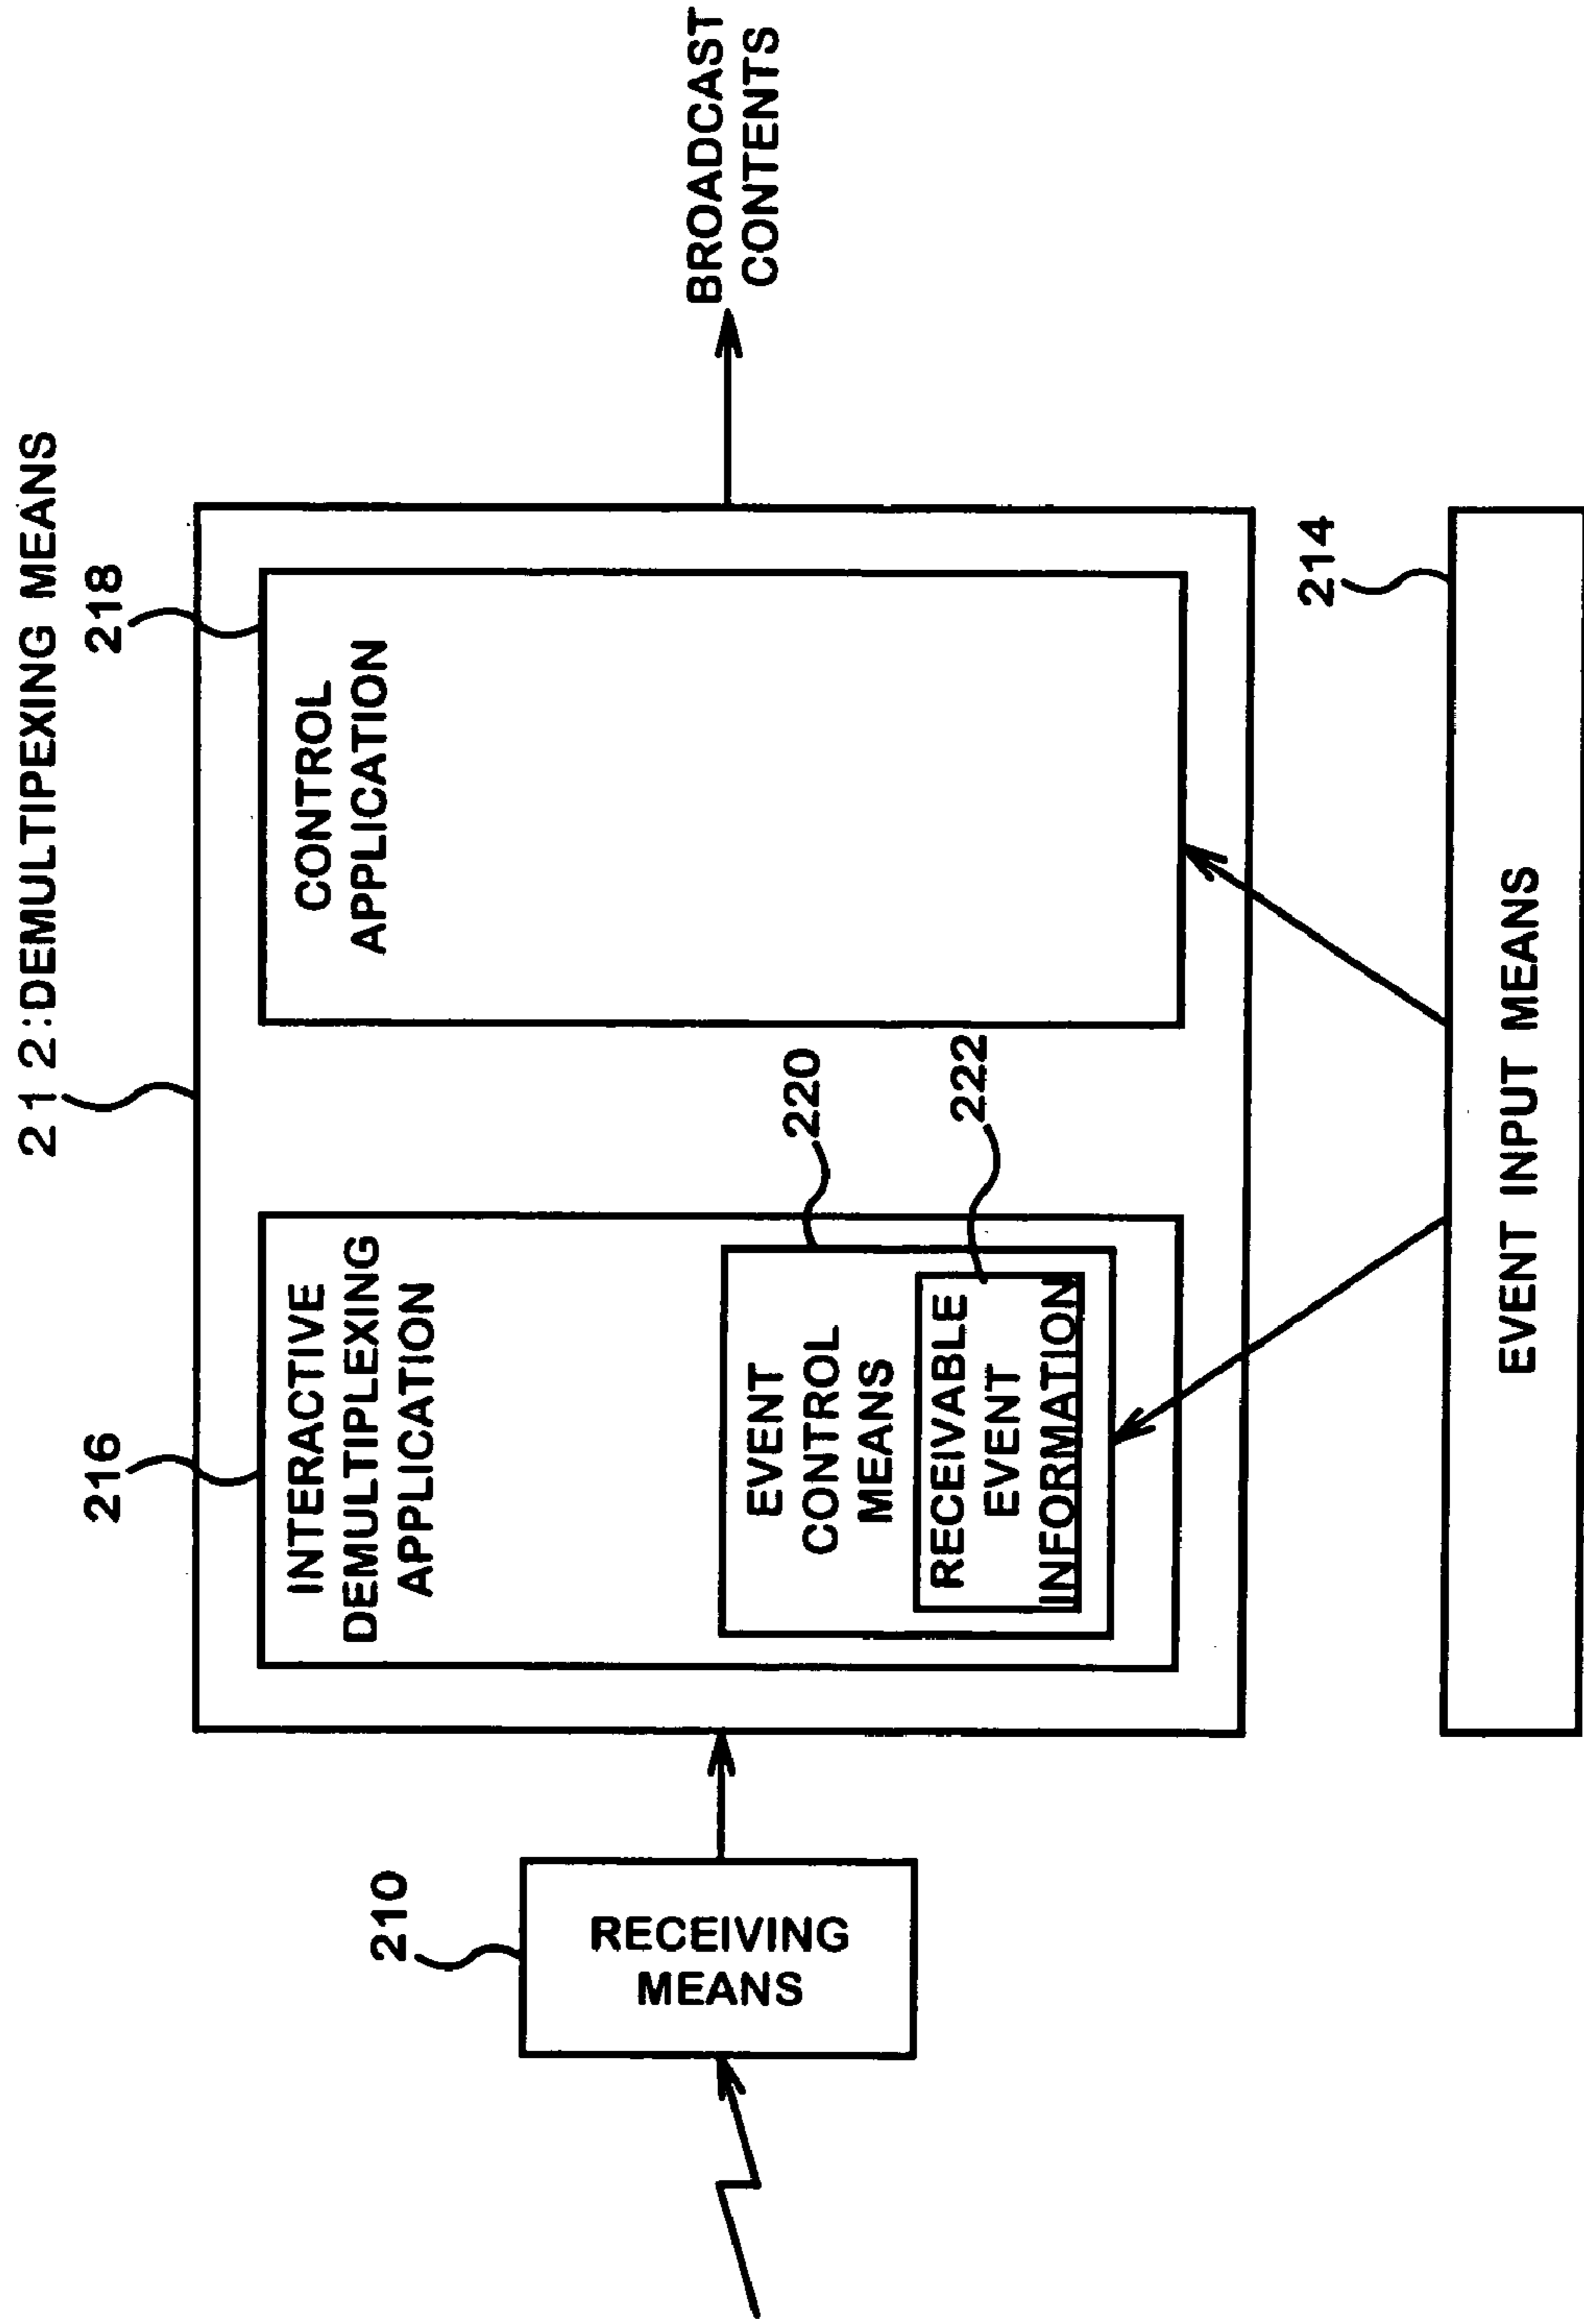 212:DEMULTIPEXING MEANS
216
218
INTERACTIVE
DEMULTIPLEXING
APPLICATION
CONTROL
APPLICATION
210
RECEIVING
MEANS
220
EVENT
CONTROL
MEANS
222
RECEIVABLE
EVENT
INFORMATION
BROADCAST
CONTENTS
214
EVENT INPUT MEANS